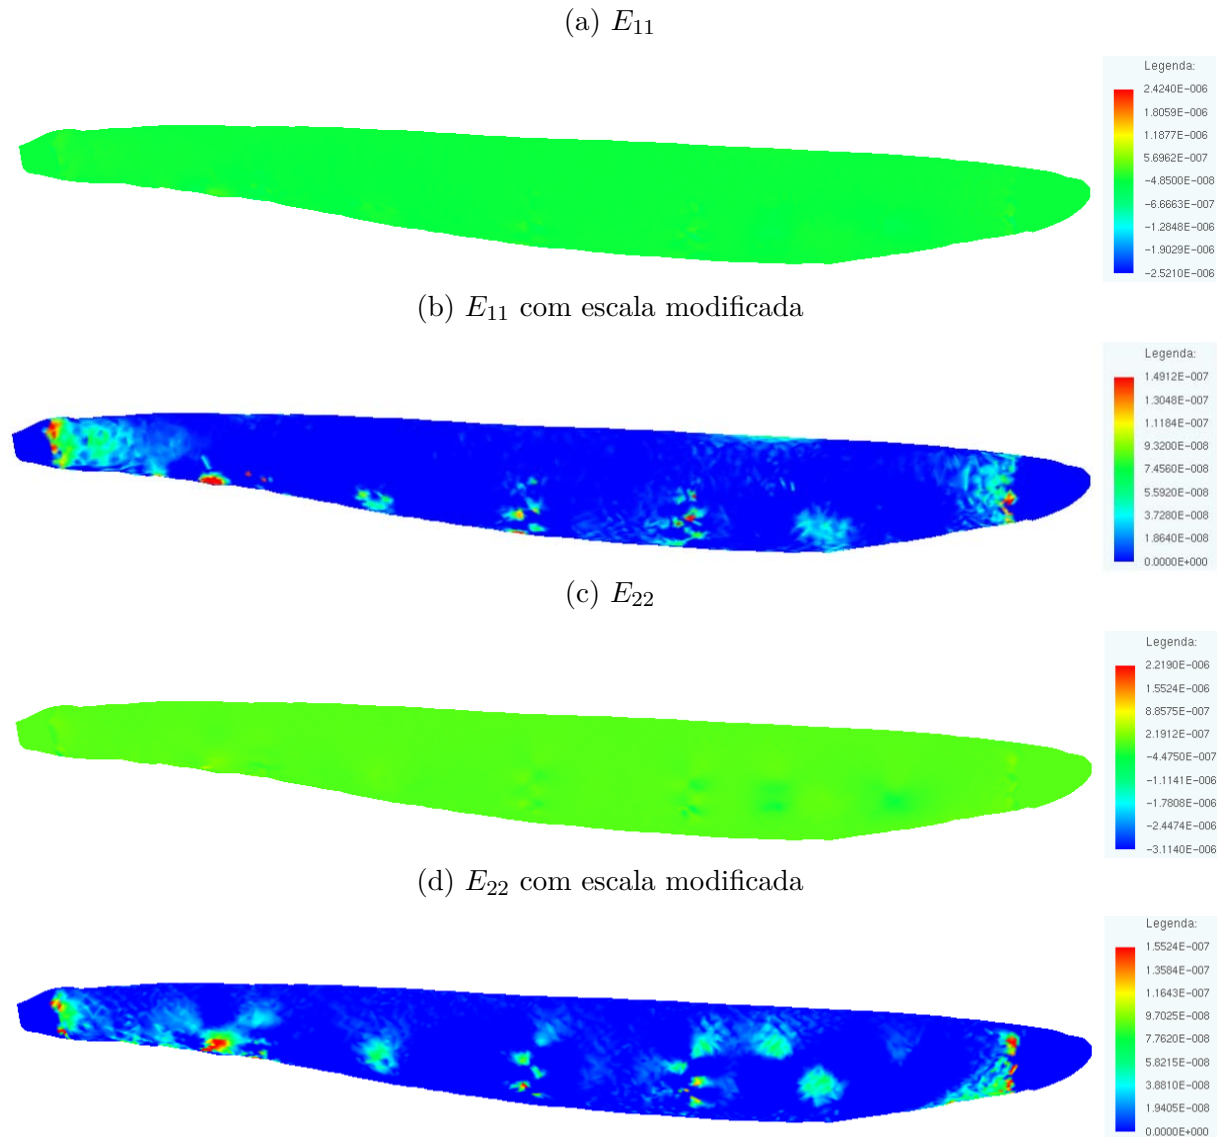 (a) E₁₁
Legenda:
2.4240E-006
1.8059E-006
1.1877E-006
5.6962E-007
-4.8500E-008
-6.6663E-007
-1.2848E-006
-1.9029E-006
-2.5210E-006
(b) E₁₁ com escala modificada
Legenda:
1.4912E-007
1.3048E-007
1.1184E-007
9.3200E-008
7.4560E-008
5.5920E-008
3.7280E-008
1.8640E-008
0.0000E+000
(c) E₂₂
Legenda:
2.2190E-006
1.5524E-006
8.8575E-007
2.1912E-007
-4.4750E-007
-1.1141E-006
-1.7808E-006
-2.4474E-006
-3.1140E-006
(d) E₂₂ com escala modificada
Legenda:
1.5524E-007
1.3584E-007
1.1643E-007
9.7025E-008
7.7620E-008
5.8215E-008
3.8810E-008
1.9405E-008
0.0000E+000